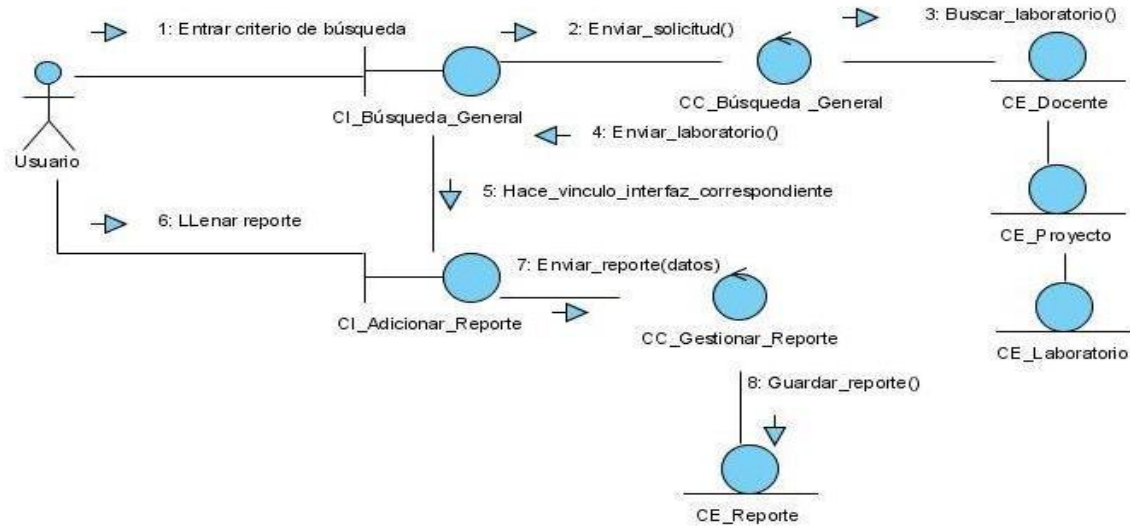 1: Entrar criterio de búsqueda
2: Enviar_solicitud()
3: Buscar_laboratorio()
Usuario
CI_Búsqueda_General
CC_Búsqueda _General
CE_Docente
4: Enviar_laboratorio()
5: Hace_vinculo_interfaz_correspondiente
6: LLenar reporte
CE_Proyecto
7: Enviar_reporte(datos)
CI_Adicionar_Reporte
CC_Gestionar_Reporte
CE_Laboratorio
8: Guardar_reporte()
CE_Reporte